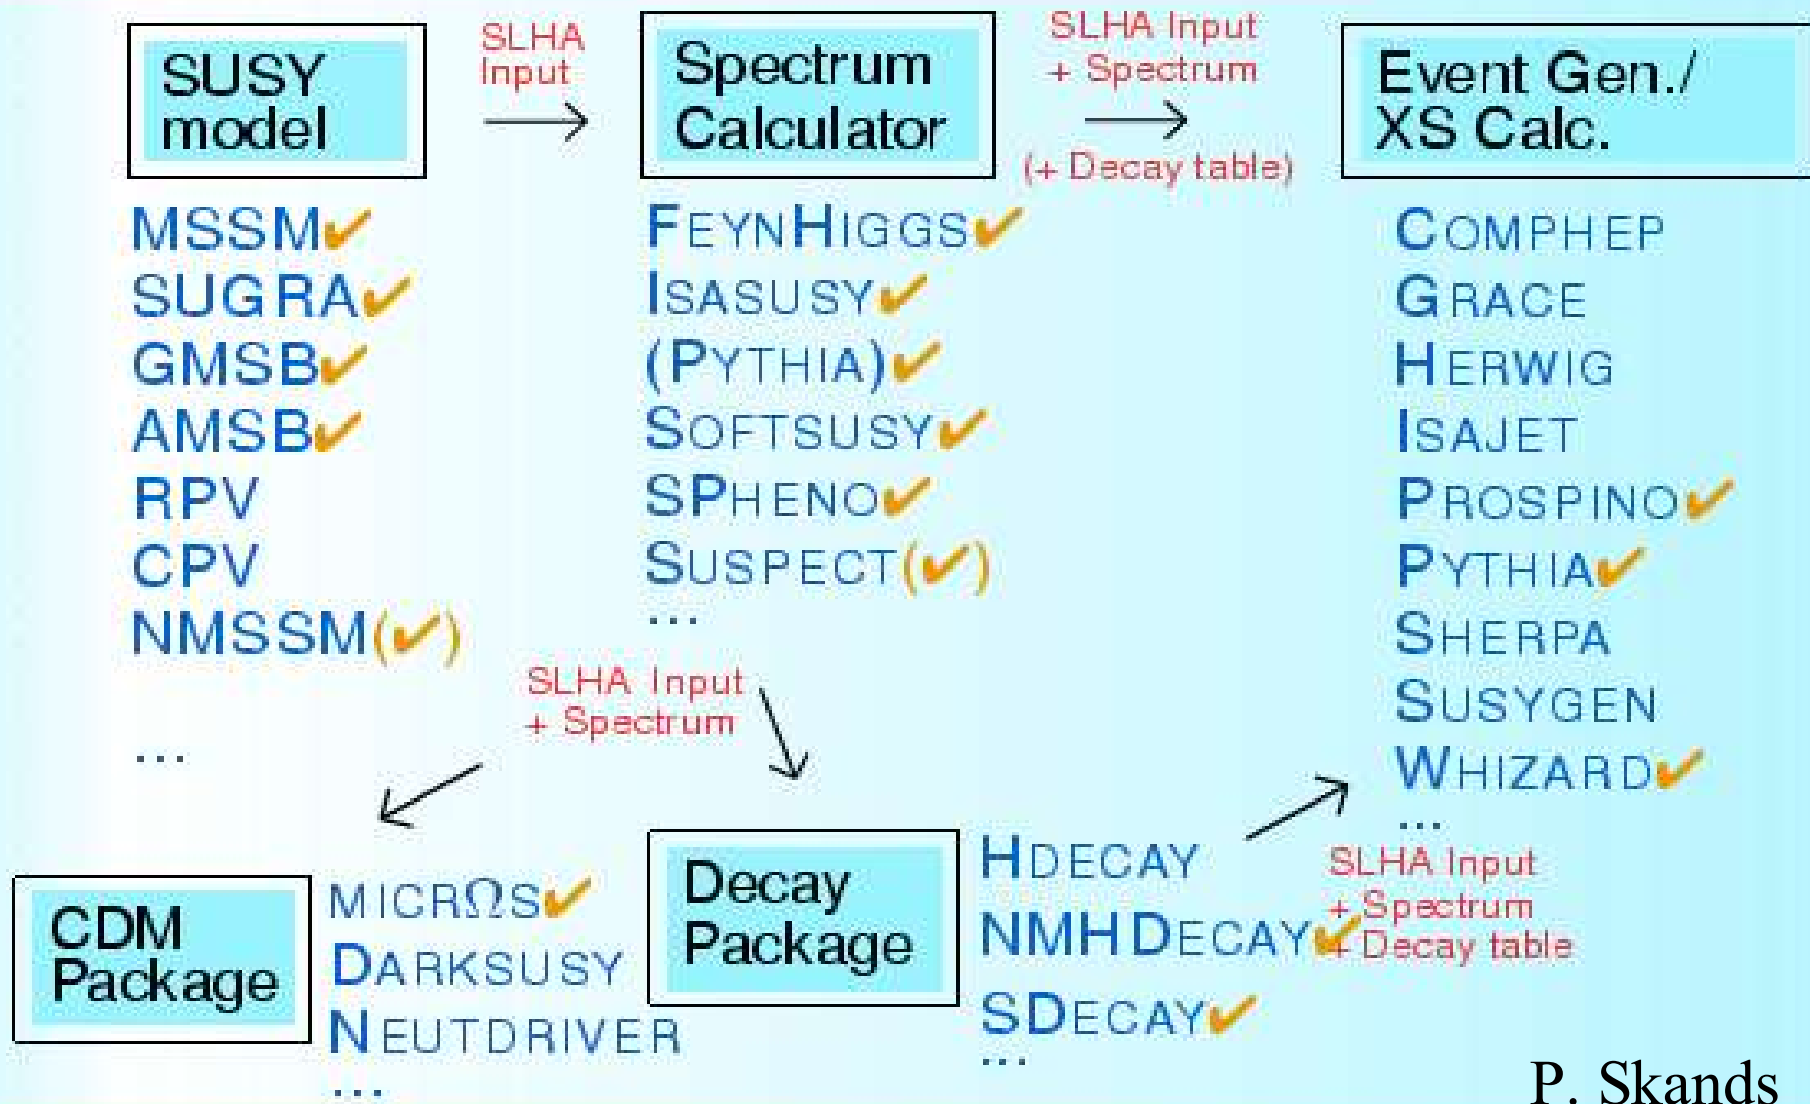 SUSY
model
SLHA
Input
Spectrum
Calculator
SLHA Input
+ Spectrum
(+ Decay table)
Event Gen./
XS Calc.
MSSM✔
SUGRA✔
GMSB✔
AMSB✔
RPV
CPV
NMSSM(✔)
...
FEYNHIGGS✔
ISASUSY✔
(PYTHIA)✔
SOFTSUSY✔
SPHENO✔
SUSPECT(✔)
...
COMPHEP
GRACE
HERWIG
ISAJET
PROSPINO✔
PYTHIA✔
SHERPA
SUSYGEN
WHIZARD✔
...
SLHA Input
+ Spectrum
CDM
Package
MICRΩS✔
DARKSUSY
NEUTDRIVER
...
Decay
Package
HDECAY
NMHDECAY✔
SDECAY✔
...
SLHA Input
+ Spectrum
+ Decay table
P. Skands